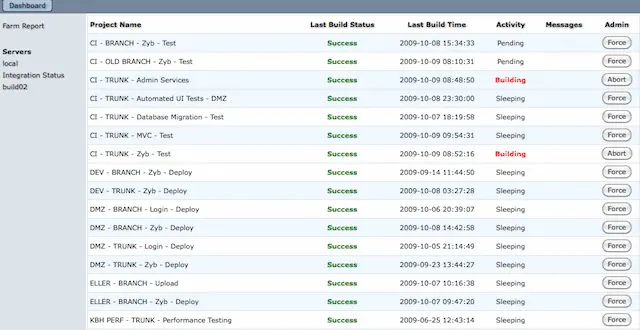 Dashboard
Farm Report
Servers
local
Integration Status
build02
Project Name Last Build Status Last Build Time Activity Messages Admin
CI - BRANCH - Zyb - Test Success 2009-10-08 15:34:33 Pending Force
CI - OLD BRANCH - Zyb - Test Success 2009-10-09 08:10:31 Pending Force
CI - TRUNK - Admin Services Success 2009-10-09 08:48:50 Building Abort
CI - TRUNK - Automated UI Tests - DMZ Success 2009-10-08 23:30:00 Sleeping Force
CI - TRUNK - Database Migration - Test Success 2009-10-07 18:19:58 Sleeping Force
CI - TRUNK - MVC - Test Success 2009-10-09 09:54:31 Sleeping Force
CI - TRUNK - Zyb - Test Success 2009-10-09 08:52:16 Building Abort
DEV - BRANCH - Zyb - Deploy Success 2009-09-14 11:44:50 Sleeping Force
DEV - TRUNK - Zyb - Deploy Success 2009-10-08 03:27:28 Sleeping Force
DMZ - BRANCH - Login - Deploy Success 2009-10-06 20:39:07 Sleeping Force
DMZ - BRANCH - Zyb - Deploy Success 2009-10-08 14:42:58 Sleeping Force
DMZ - TRUNK - Login - Deploy Success 2009-10-05 21:14:49 Sleeping Force
DMZ - TRUNK - Zyb - Deploy Success 2009-09-23 13:44:27 Sleeping Force
ELLER - BRANCH - Upload Success 2009-10-07 10:16:38 Sleeping Force
ELLER - BRANCH - Zyb - Deploy Success 2009-10-07 09:47:20 Sleeping Force
KBH PERF - TRUNK - Performance Testing Success 2009-06-25 12:43:14 Sleeping Force